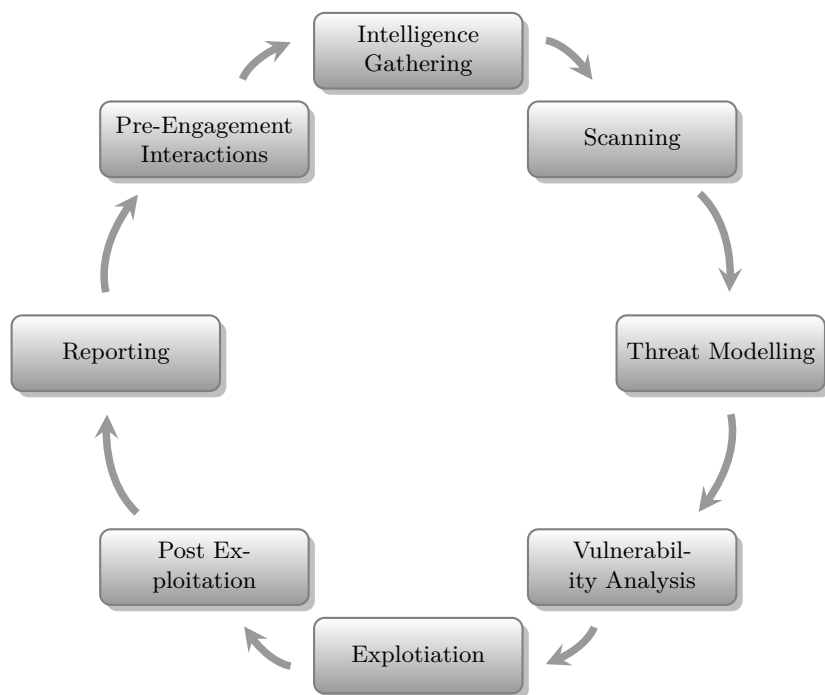 Intelligence
Gathering
Pre-Engagement
Interactions
Scanning
Reporting
Threat Modelling
Post Ex-
ploitation
Vulnerabil-
ity Analysis
Explotiation